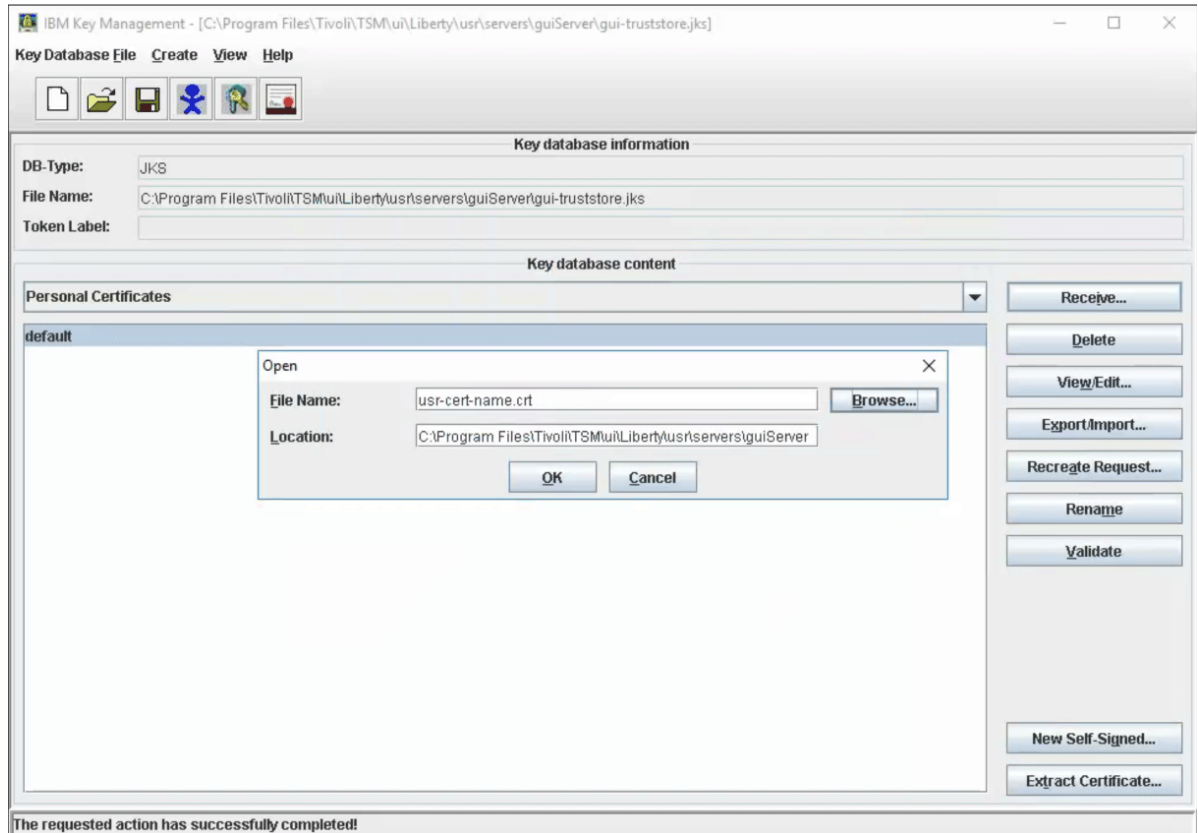 IBM Key Management - [C:\Program Files\Tivoli\TSM\ui\Liberty\usr\servers\guiServer\gui-truststore.jks]
Key Database File Create View Help
Key database information
DB-Type: JKS
File Name: C:\Program Files\Tivoli\TSM\ui\Liberty\usr\servers\guiServer\gui-truststore.jks
Token Label:
Key database content
Personal Certificates
Receive...
default
Delete
Open
View/Edit...
File Name: usr-cert-name.crt Browse...
Export/Import...
Location: C:\Program Files\Tivoli\TSM\ui\Liberty\usr\servers\guiServer
Recreate Request...
OK Cancel
Rename
Validate
New Self-Signed...
Extract Certificate...
The requested action has successfully completed!